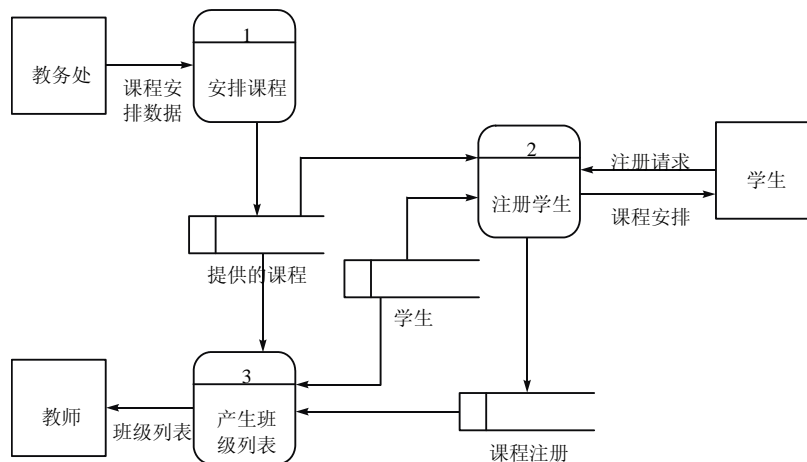 1
教务处
安排课程
课程安
排数据
2
注册请求
学生
注册学生
课程安排
提供的课程
学生
3
教师
产生班
级列表
班级列表
课程注册